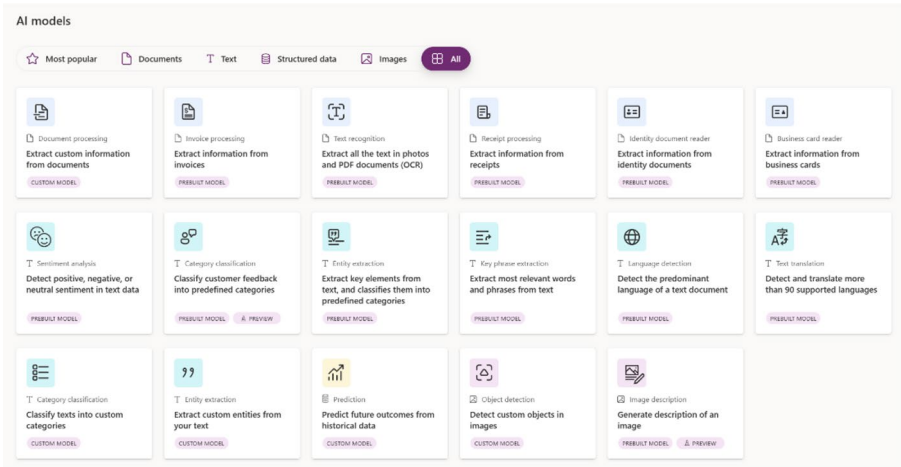 AI models
Most popular
Documents
Text
Structured data
Images
All
Document processing
Extract custom information
from documents
CUSTOM MODEL
Invoice processing
Extract information from
invoices
PREBUILT MODEL
Text recognition
Extract all the text in photos
and PDF documents (OCR)
PREBUILT MODEL
Receipt processing
Extract information from
receipts
PREBUILT MODEL
Identity document reader
Extract information from
identity documents
PREBUILT MODEL
Business card reader
Extract information from
business cards
PREBUILT MODEL
Sentiment analysis
Detect positive, negative, or
neutral sentiment in text data
PREBUILT MODEL
Category classification
Classify customer feedback
into predefined categories
PREBUILT MODEL PREVIEW
Entity extraction
Extract key elements from
text, and classifies them into
predefined categories
PREBUILT MODEL
Key phrase extraction
Extract most relevant words
and phrases from text
PREBUILT MODEL
Language detection
Detect the predominant
language of a text document
PREBUILT MODEL
Text translation
Detect and translate more
than 90 supported languages
PREBUILT MODEL
Category classification
Classify texts into custom
categories
CUSTOM MODEL
Entity extraction
Extract custom entities from
your text
CUSTOM MODEL
Prediction
Predict future outcomes from
historical data
CUSTOM MODEL
Object detection
Detect custom objects in
images
CUSTOM MODEL
Image description
Generate description of an
image
PREBUILT MODEL PREVIEW